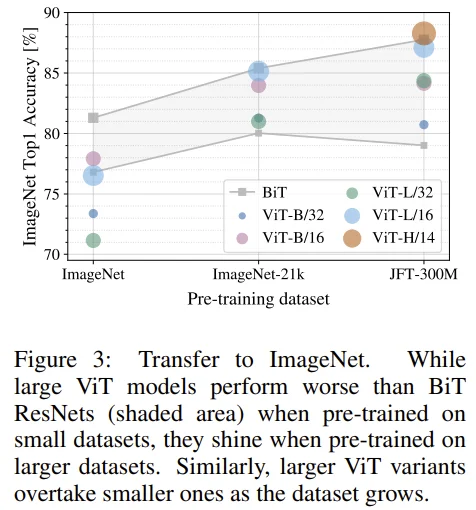 90
85
80
75
70
ImageNet Top1 Accuracy [%]
ImageNet
ImageNet-21k
JFT-300M
Pre-training dataset
BiT
ViT-B/32
ViT-B/16
ViT-L/32
ViT-L/16
ViT-H/14
Figure 3: Transfer to ImageNet. While
large ViT models perform worse than BiT
ResNets (shaded area) when pre-trained on
small datasets, they shine when pre-trained on
larger datasets. Similarly, larger ViT variants
overtake smaller ones as the dataset grows.